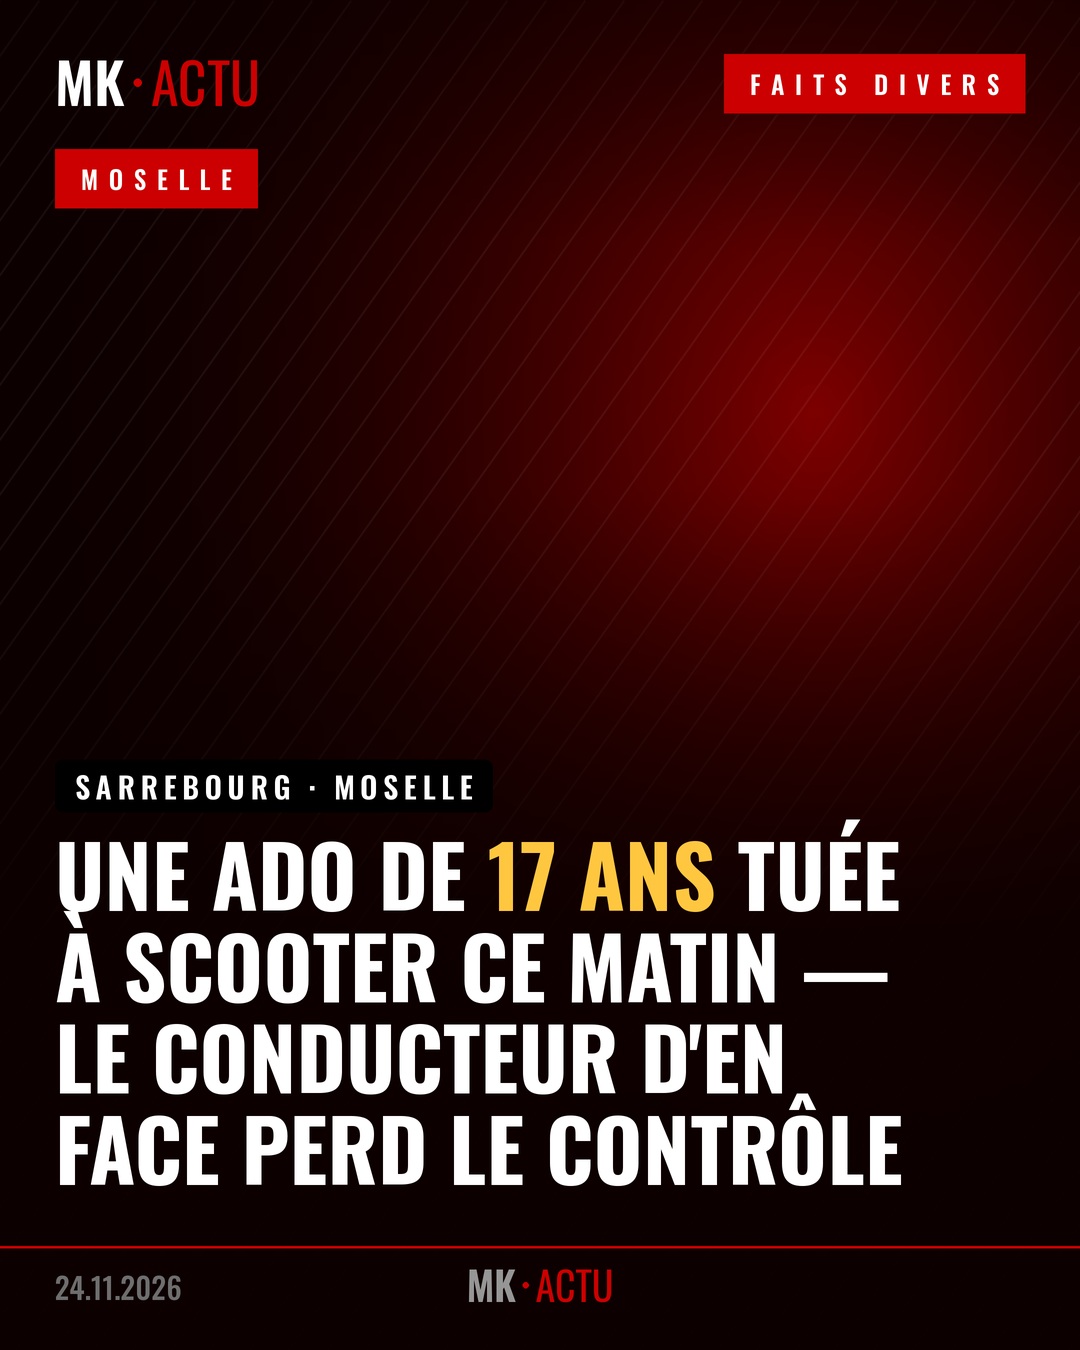 MK·ACTU
FAITS DIVERS
MOSELLE
SARREBOURG · MOSELLE
UNE ADO DE 17 ANS TUÉE
À SCOOTER CE MATIN —
LE CONDUCTEUR D'EN
FACE PERD LE CONTRÔLE
24.11.2026
MK·ACTU